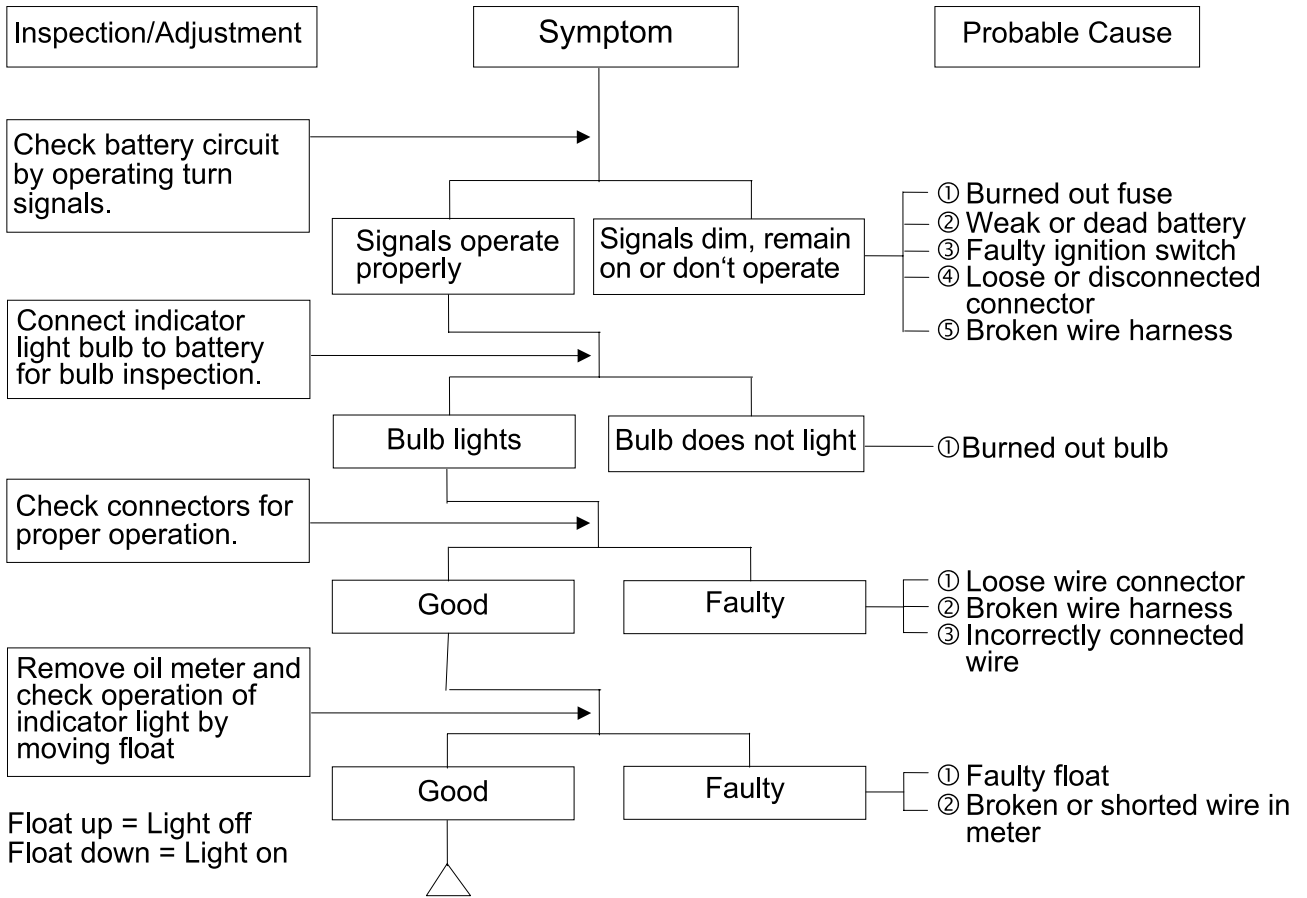 Inspection/Adjustment
Symptom
Probable Cause
Check battery circuit
by operating turn
signals.
Signals operate
properly
Signals dim, remain
on or don‘t operate
① Burned out fuse
② Weak or dead battery
③ Faulty ignition switch
④ Loose or disconnected
connector
⑤ Broken wire harness
Connect indicator
light bulb to battery
for bulb inspection.
Bulb lights
Bulb does not light
① Burned out bulb
Check connectors for
proper operation.
Good
Faulty
① Loose wire connector
② Broken wire harness
③ Incorrectly connected
wire
Remove oil meter and
check operation of
indicator light by
moving float
Good
Faulty
① Faulty float
② Broken or shorted wire in
meter
Float up = Light off
Float down = Light on